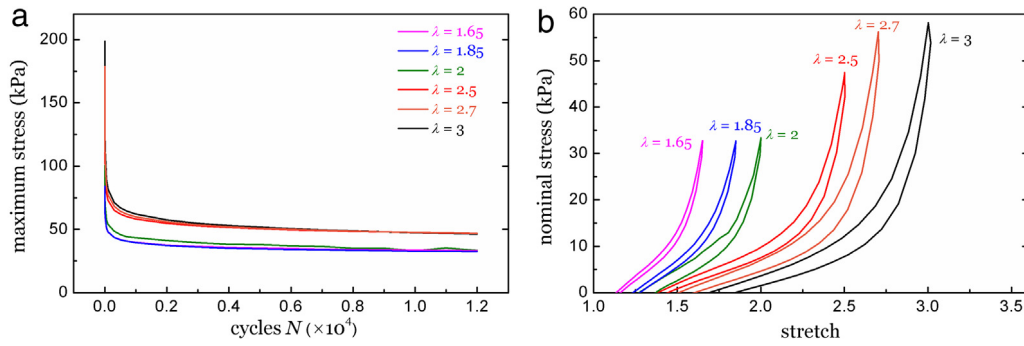 a
200
150
100
50
0
maximum stress (kPa)
λ = 1.65
λ = 1.85
λ = 2
λ = 2.5
λ = 2.7
λ = 3
0.0 0.2 0.4 0.6 0.8 1.0 1.2
cycles N (×10⁴)
b
60
50
40
30
20
10
0
nominal stress (kPa)
λ = 1.65
λ = 1.85
λ = 2
λ = 2.5
λ = 2.7
λ = 3
1.0 1.5 2.0 2.5 3.0 3.5
stretch